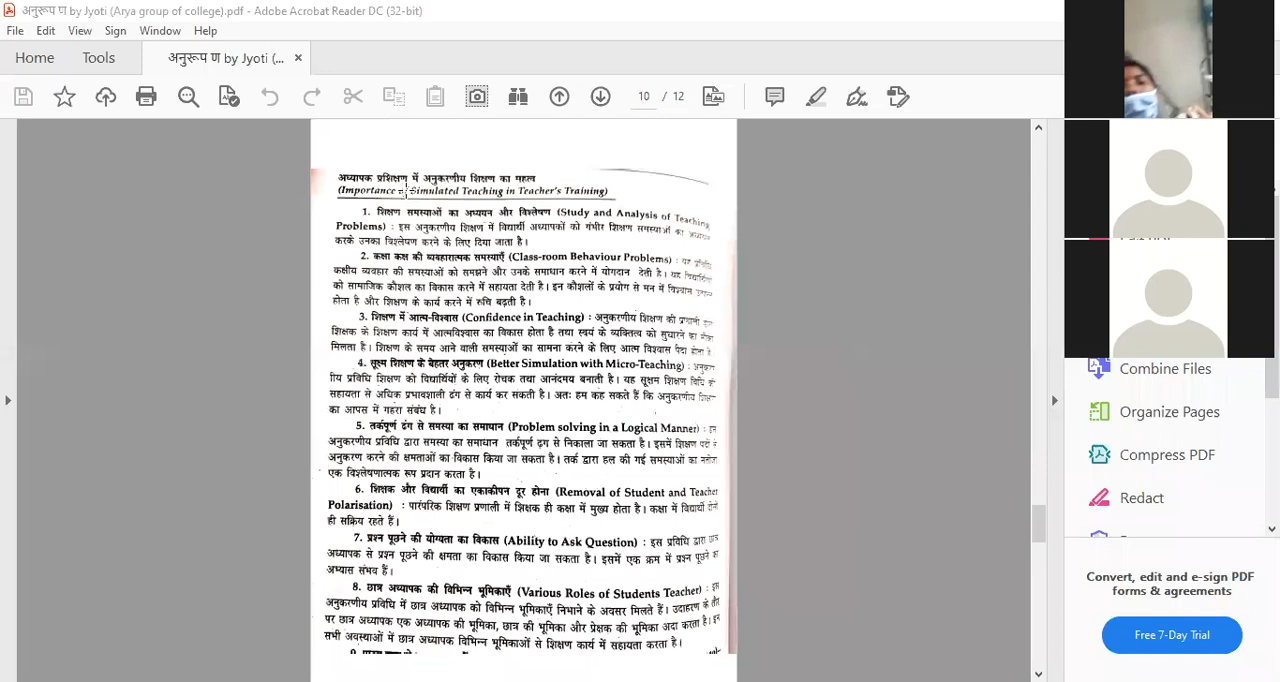 अनुरूप ण by Jyoti (Arya group of college).pdf - Adobe Acrobat Reader DC (32-bit)
File Edit View Sign Window Help
Home Tools अनुरूप ण by Jyoti (... ×
10 / 12
अध्यापक प्रशिक्षण में अनुकरणीय शिक्षण का महत्व
(Importance Simulated Teaching in Teacher's Training)
1. शिक्षण समस्याओं का अध्ययन और विश्लेषण (Study and Analysis of Teaching
Problems) : इस अनुकरणीय शिक्षण में विद्यार्थी अध्यापकों को गंभीर शिक्षण समस्याओं का
करके उनका विश्लेषण करने के लिए दिया जाता है।
2. कक्षा कक्ष की व्यवहारात्मक समस्याएँ (Class-room Behaviour Problems) : यह
कक्षीय व्यवहार की समस्याओं को समझने और उनके समाधान करने में योगदान देती है। यह
को सामाजिक कौशल का विकास करने में सहायता देती है। इन कौशलों के प्रयोग से मन में विश्वास
होता है और शिक्षण के कार्य करने में रुचि बढ़ती है।
3. शिक्षण में आत्म-विश्वास (Confidence in Teaching) : अनुकरणीय शिक्षण की प्रणाली
शिक्षक के शिक्षण कार्य में आत्मविश्वास का विकास होता है तथा स्वयं के व्यक्तित्व को सुधारने का
मिलता है। शिक्षण के समय आने वाली समस्याओं का सामना करने के लिए आत्म विश्वास पैदा होता है
4. सूक्ष्म शिक्षण के बेहतर अनुकरण (Better Simulation with Micro-Teaching) : अनुकर
णीय प्रविधि शिक्षण को विद्यार्थियों के लिए रोचक तथा आनंदमय बनाती है। यह सूक्षम शिक्षण विधि की
सहायता से अधिक प्रभावशाली ढंग से कार्य कर सकती है। अतः हम कह सकते हैं कि अनुकरणीय
का आपस में गहरा संबंध है।
5. तर्कपूर्ण ढंग से समस्या का समाधान (Problem solving in a Logical Manner) : इस
अनुकरणीय प्रविधि द्वारा समस्या का समाधान तर्कपूर्ण ढ़ग से निकाला जा सकता है। इसमें शिक्षण पदों
अनुकरण करने की क्षमताओं का विकास किया जा सकता है। तर्क द्वारा हल की गई समस्याओं का नतीजा
एक विश्लेषणात्मक रूप प्रदान करता है।
6. शिक्षक और विद्यार्थी का एकाकीपन दूर होना (Removal of Student and Teacher
Polarisation) : पारंपरिक शिक्षण प्रणाली में शिक्षक ही कक्षा में मुख्य होता है। कक्षा में विद्यार्थी दोनों
ही सक्रिय रहते हैं।
7. प्रश्न पूछने की योग्यता का विकास (Ability to Ask Question) : इस प्रविधि द्वारा छात्र
अध्यापक से प्रश्न पूछने की क्षमता का विकास किया जा सकता है। इसमें एक क्रम में प्रश्न पूछने का
अभ्यास संभव हैं।
8. छात्र अध्यापक की विभिन्न भूमिकाएँ (Various Roles of Students Teacher) : इस
अनुकरणीय प्रविधि में छात्र अध्यापक को विभिन्न भूमिकाएँ निभाने के अवसर मिलते हैं। उदाहरण के तौर
पर छात्र अध्यापक एक अध्यापक की भूमिका, छात्र की भूमिका और प्रेक्षक की भूमिका अदा करता है। इन
सभी अवस्थाओं में छात्र अध्यापक विभिन्न भूमिकाओं से शिक्षण कार्य में सहायता करता है।
Combine Files
Organize Pages
Compress PDF
Redact
Convert, edit and e-sign PDF
forms & agreements
Free 7-Day Trial